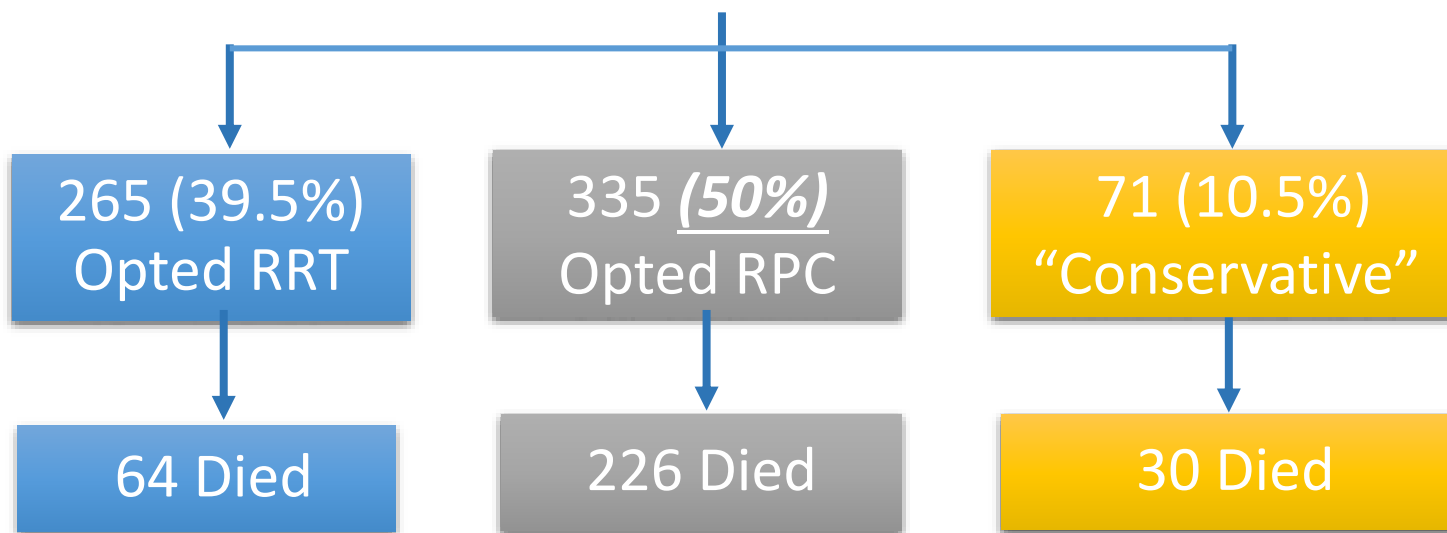 265 (39.5%)
Opted RRT
335 (50%)
Opted RPC
71 (10.5%)
“Conservative”
64 Died
226 Died
30 Died